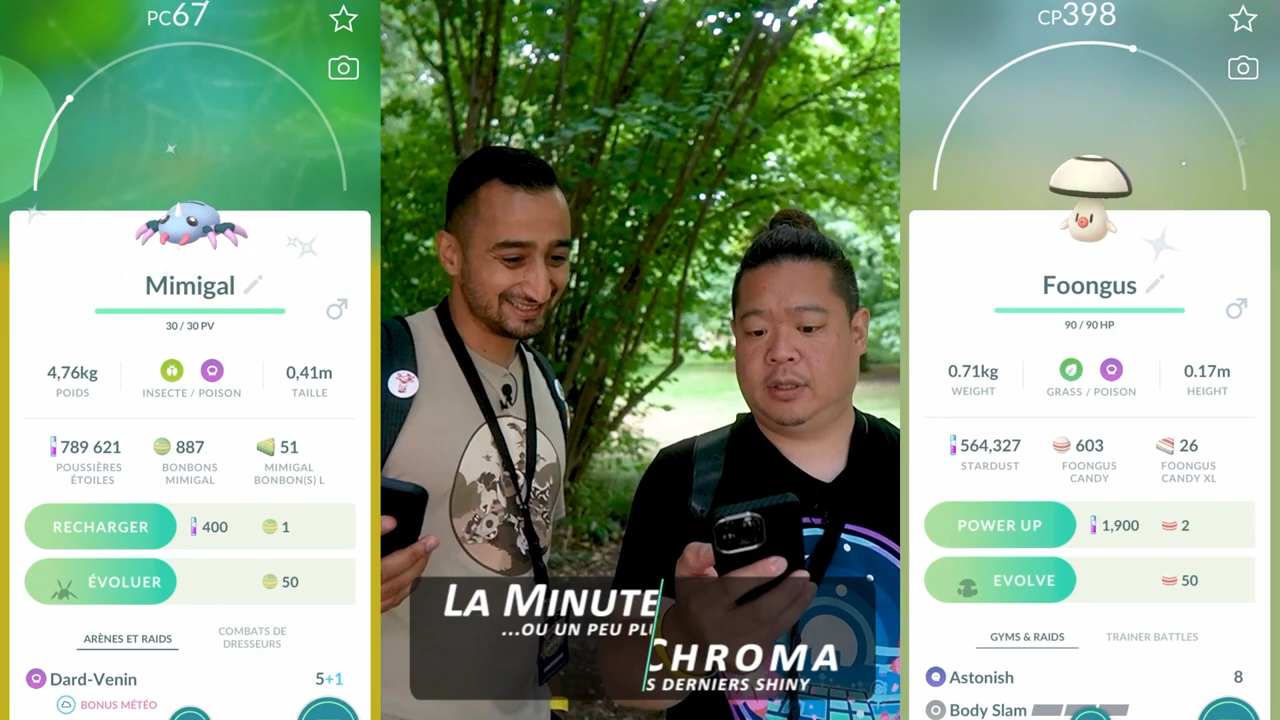 PC67
Mimigal
30 / 30 PV
4,76kg
POIDS
INSECTE / POISON
0,41m
TAILLE
789 621
POUSSIÈRES
ÉTOILES
887
BONBONS
MIMIGAL
51
MIMIGAL
BONBON(S) L
RECHARGER
400
1
ÉVOLUER
50
ARÈNES ET RAIDS
COMBATS DE
DRESSEURS
Dard-Venin
5+1
BONUS MÉTÉO
LA MINUTE
...OU UN PEU PLU
CHROMA
S DERNIERS SHINY
CP398
Foongus
90 / 90 HP
0.71kg
WEIGHT
GRASS / POISON
0.17m
HEIGHT
564,327
STARDUST
603
FOONGUS
CANDY
26
FOONGUS
CANDY XL
POWER UP
1,900
2
EVOLVE
50
GYMS & RAIDS
TRAINER BATTLES
Astonish
8
Body Slam